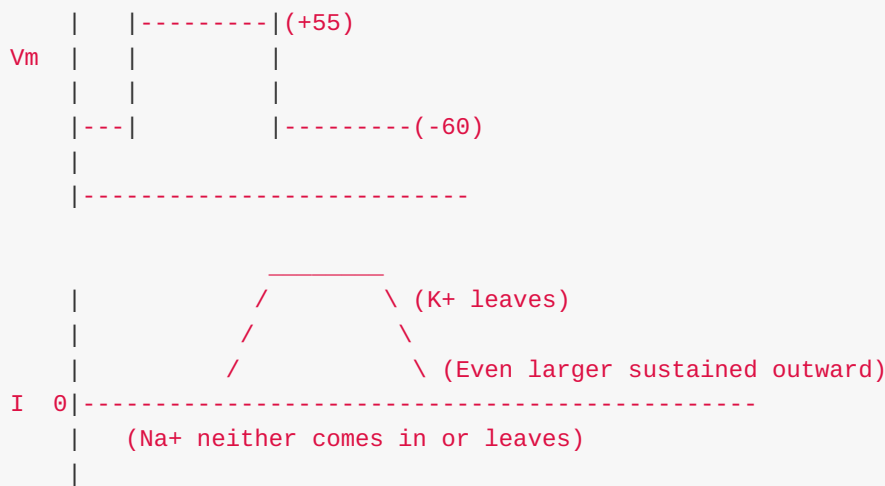 |   |---------|(+55)
Vm  |   |         |
|   |         |
|---|         |---------(-60)
|
|---------------------------
________
|            /        \ (K+ leaves)
|           /          \
|          /            \ (Even larger sustained outward)
I  0|-----------------------------------------------
|   (Na+ neither comes in or leaves)
|